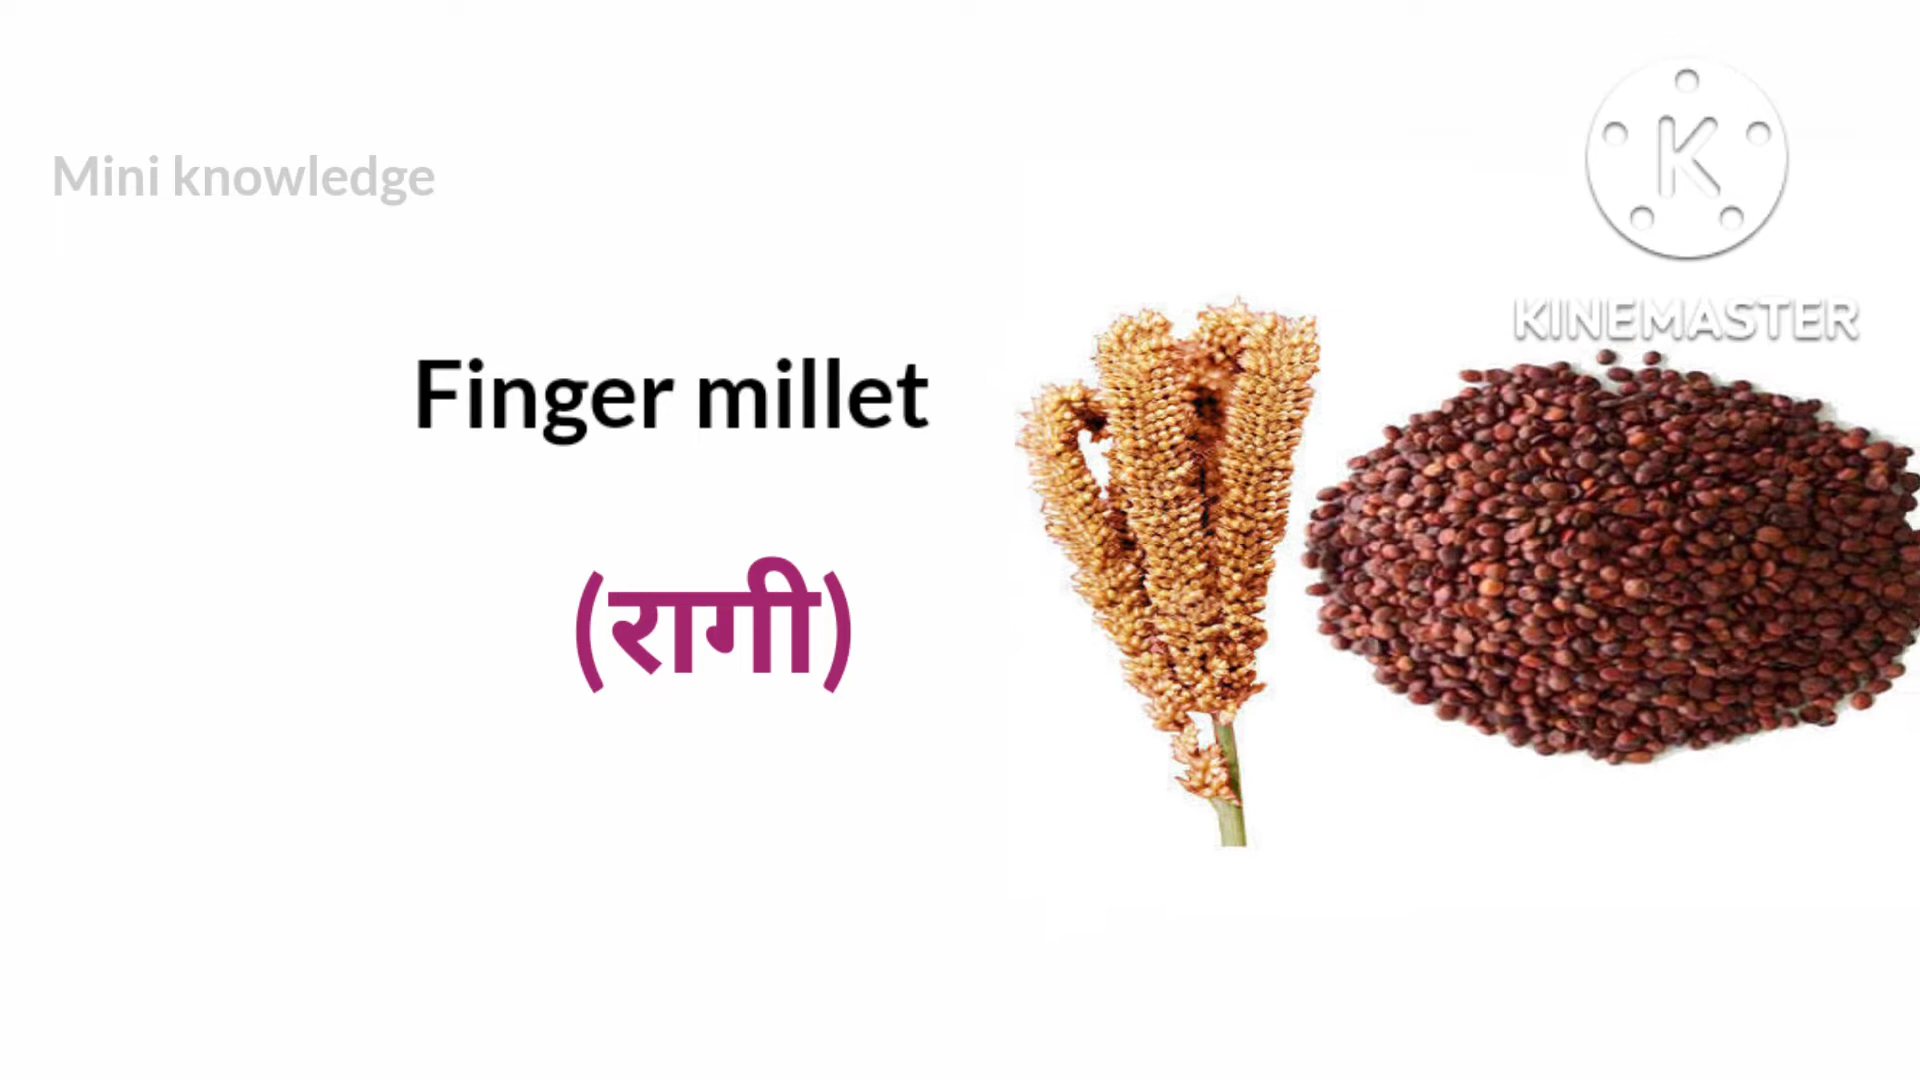 Mini knowledge
K
KINEMASTER
Finger millet
(रागी)